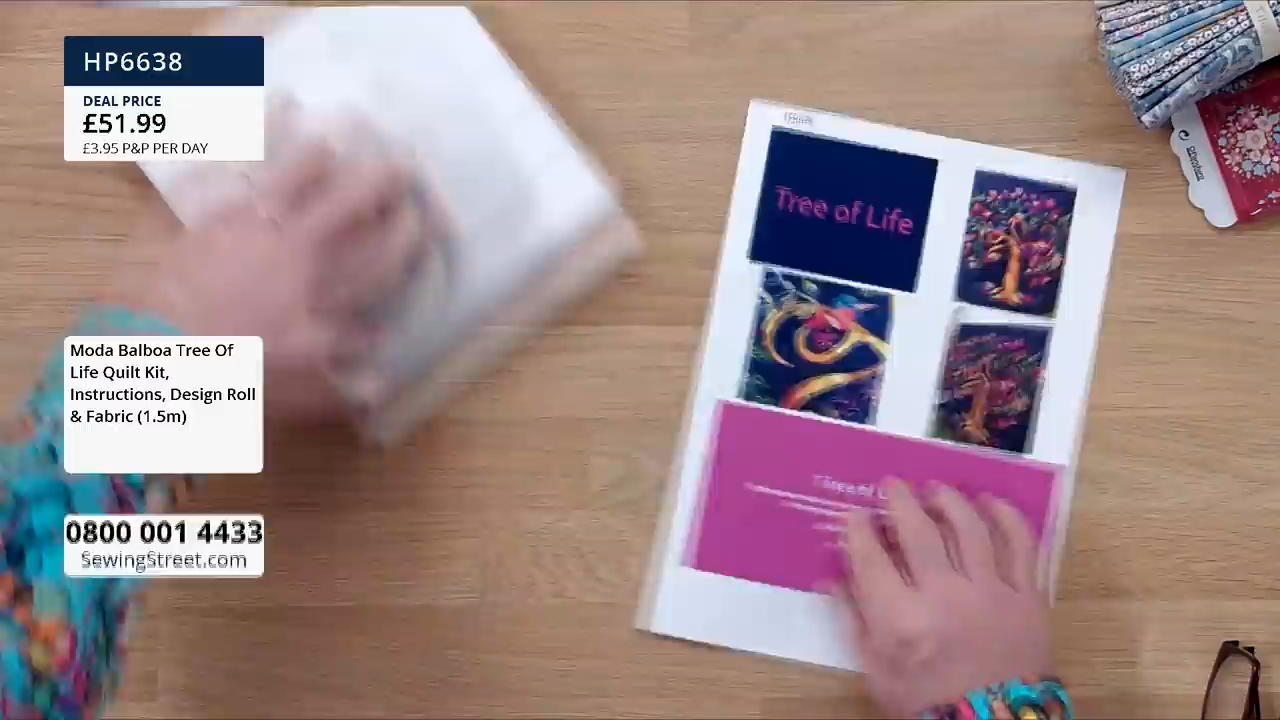 HP6638
DEAL PRICE
£51.99
£3.95 P&P PER DAY
Tree of Life
Moda Balboa Tree Of
Life Quilt Kit,
Instructions, Design Roll
& Fabric (1.5m)
0800 001 4433
SewingStreet.com